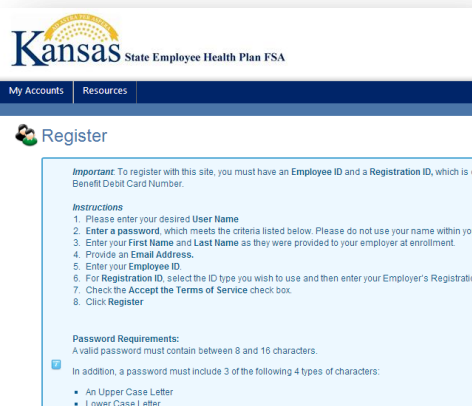 Kansas State Employee Health Plan FSA
My Accounts Resources
Register
Important: To register with this site, you must have an Employee ID and a Registration ID, which is
Benefit Debit Card Number.
Instructions
1. Please enter your desired User Name
2. Enter a password, which meets the criteria listed below. Please do not use your name within
3. Enter your First Name and Last Name as they were provided to your employer at enrollment.
4. Provide an Email Address.
5. Enter your Employee ID.
6. For Registration ID, select the ID type you wish to use and then enter your Employer's
7. Check the Accept the Terms of Service check box.
8. Click Register
Password Requirements:
A valid password must contain between 8 and 16 characters.
In addition, a password must include 3 of the following 4 types of characters:
▪ An Upper Case Letter
▪ Lower Case Letter